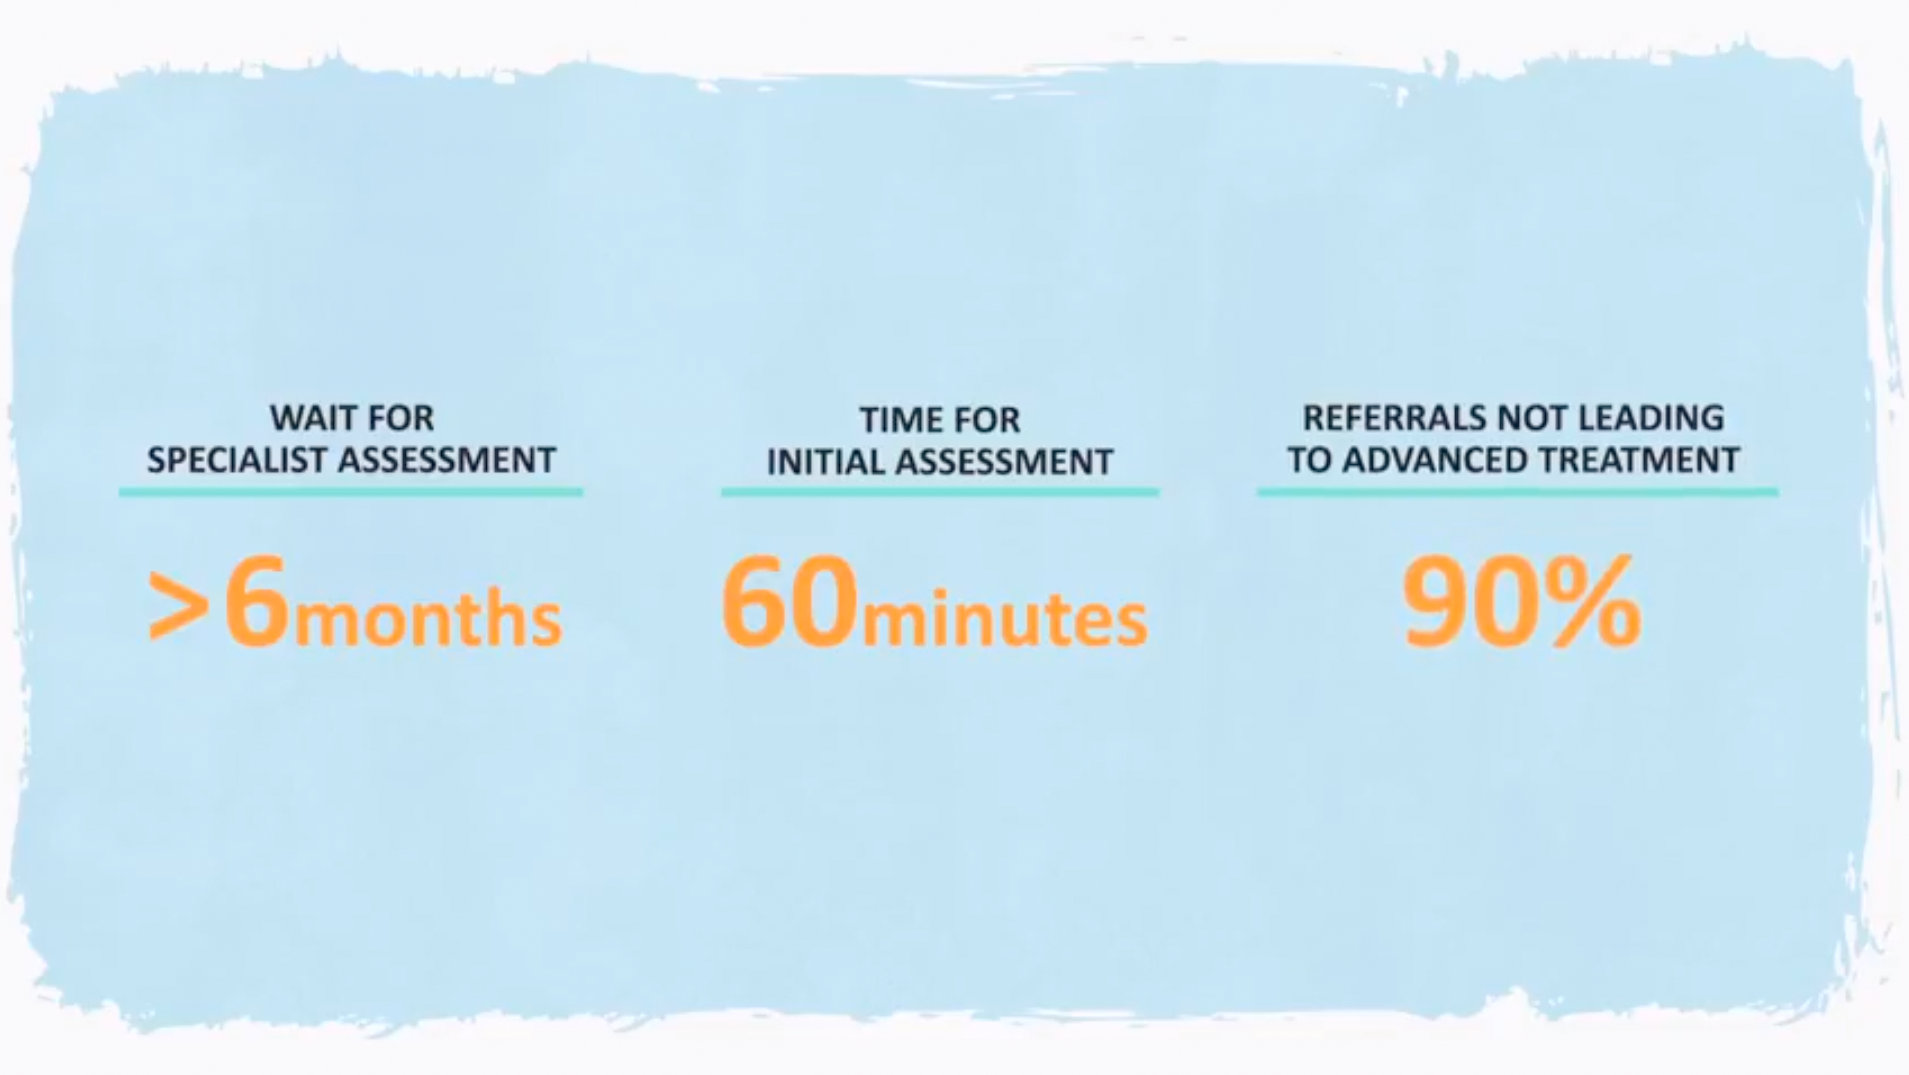 WAIT FOR
SPECIALIST ASSESSMENT
>6months
TIME FOR
INITIAL ASSESSMENT
60minutes
REFERRALS NOT LEADING
TO ADVANCED TREATMENT
90%